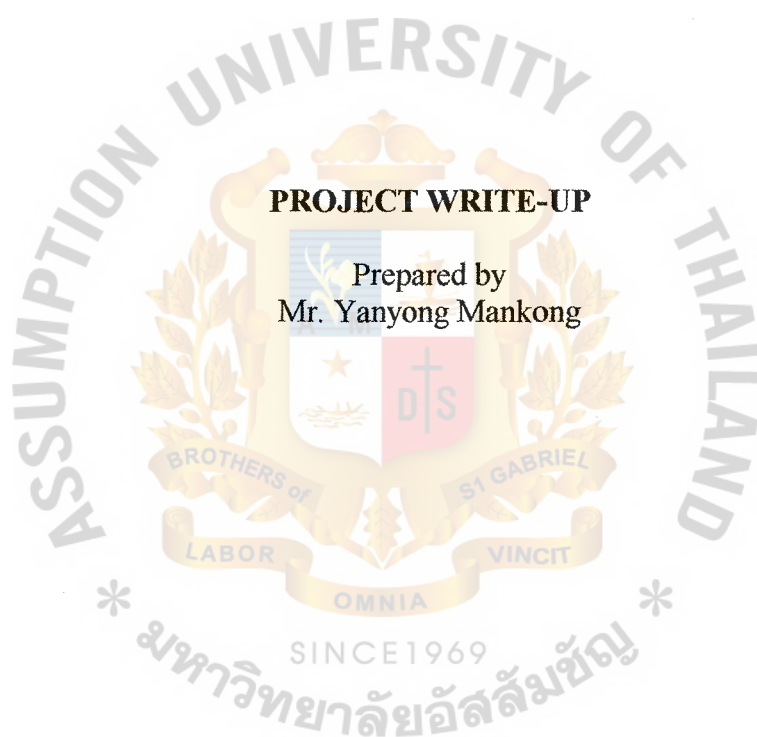 ASSUMPTION UNIVERSITY OF THAILAND
PROJECT WRITE-UP
Prepared by
Mr. Yanyong Mankong
A M
D S
BROTHERS of
S1 GABRIEL
LABOR
OMNIA
VINCIT
* SINCE1969 *
มหาวิทยาลัยอัสสัมชัญ